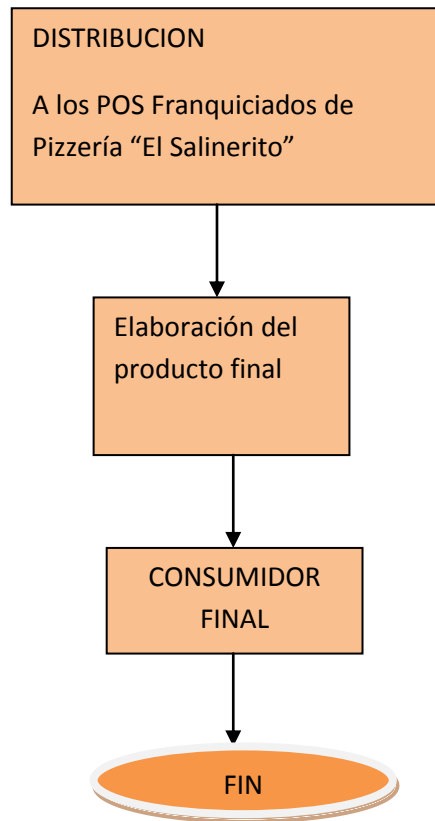 DISTRIBUCION
A los POS Franquiciados de
Pizzería “El Salinerito”
Elaboración del
producto final
CONSUMIDOR
FINAL
FIN